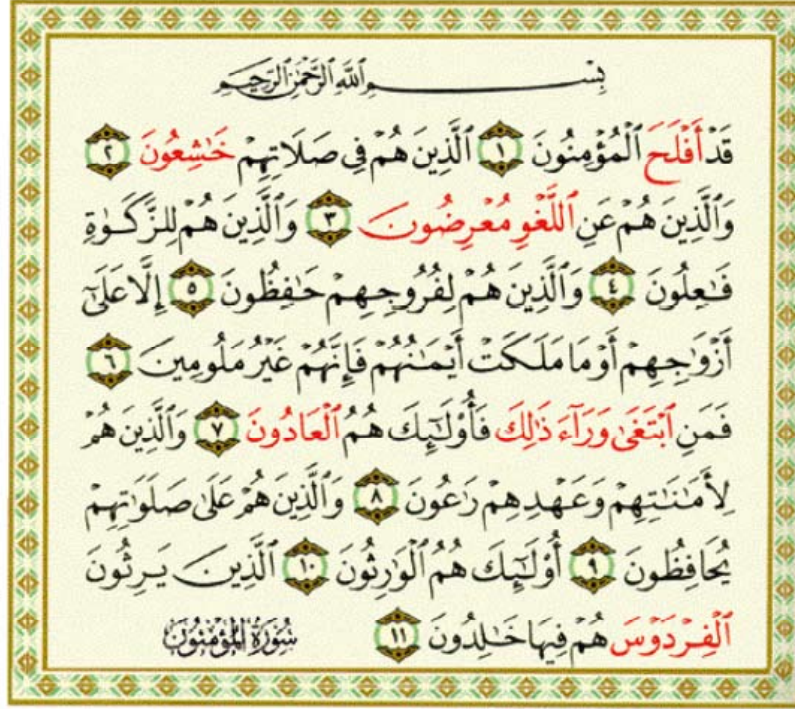 بِسْمِ ٱللَّهِ ٱلرَّحْمَٰنِ ٱلرَّحِيمِ
قَدْ أَفْلَحَ ٱلْمُؤْمِنُونَ ١ ٱلَّذِينَ هُمْ فِى صَلَاتِهِمْ خَٰشِعُونَ ٢
وَٱلَّذِينَ هُمْ عَنِ ٱللَّغْوِ مُعْرِضُونَ ٣ وَٱلَّذِينَ هُمْ لِلزَّكَوٰةِ
فَٰعِلُونَ ٤ وَٱلَّذِينَ هُمْ لِفُرُوجِهِمْ حَٰفِظُونَ ٥ إِلَّا عَلَىٰٓ
أَزْوَٰجِهِمْ أَوْ مَا مَلَكَتْ أَيْمَٰنُهُمْ فَإِنَّهُمْ غَيْرُ مَلُومِينَ ٦
فَمَنِ ٱبْتَغَىٰ وَرَآءَ ذَٰلِكَ فَأُو۟لَٰٓئِكَ هُمُ ٱلْعَادُونَ ٧ وَٱلَّذِينَ هُمْ
لِأَمَٰنَٰتِهِمْ وَعَهْدِهِمْ رَٰعُونَ ٨ وَٱلَّذِينَ هُمْ عَلَىٰ صَلَوَٰتِهِمْ
يُحَافِظُونَ ٩ أُو۟لَٰٓئِكَ هُمُ ٱلْوَٰرِثُونَ ١٠ ٱلَّذِينَ يَرِثُونَ
ٱلْفِرْدَوْسَ هُمْ فِيهَا خَٰلِدُونَ ١١ سُورَةُ المُؤْمِنُونَ